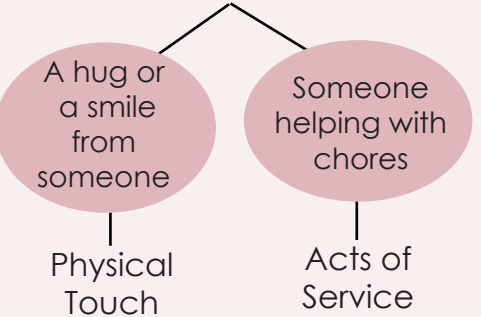 A hug or
a smile
from
someone
Someone
helping with
chores
Physical
Touch
Acts of
Service